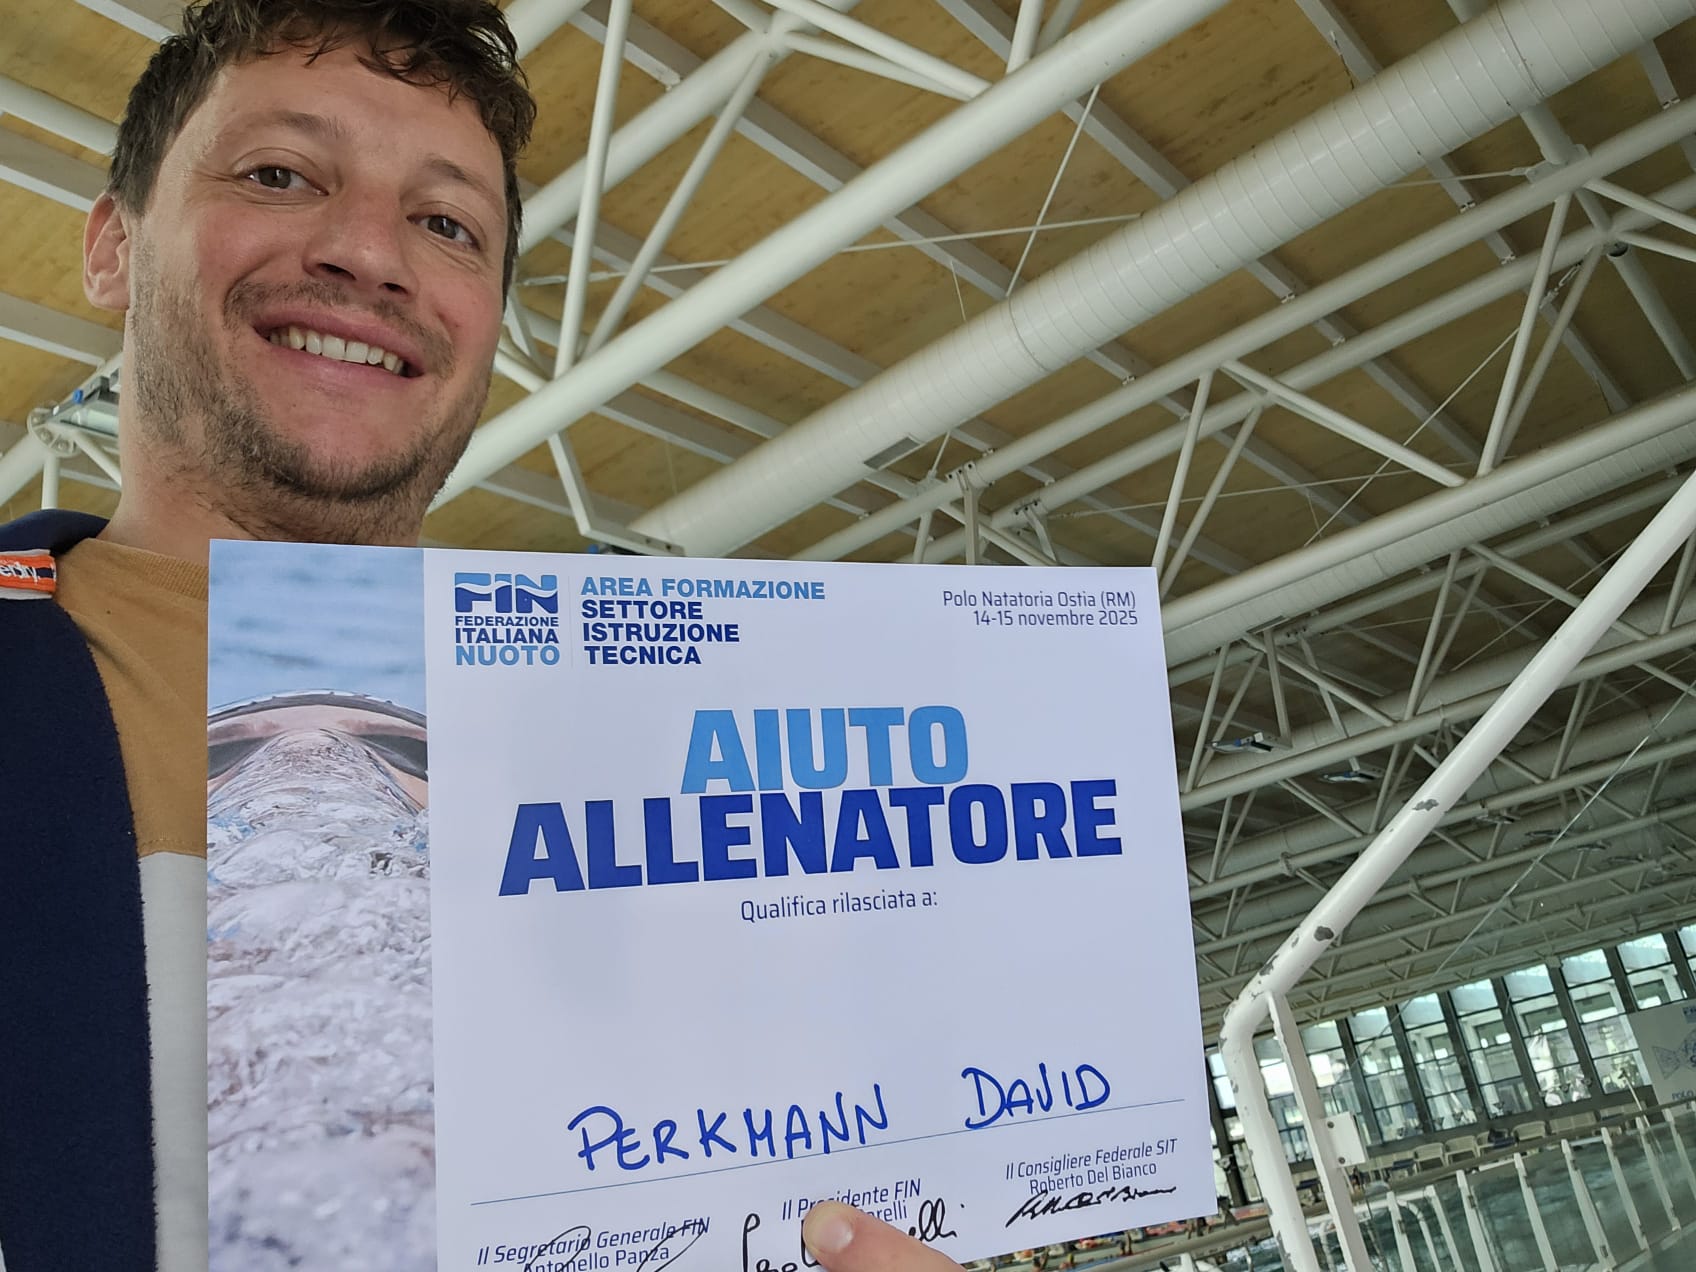 FIN
FEDERAZIONE
ITALIANA
NUOTO
AREA FORMAZIONE
SETTORE
ISTRUZIONE
TECNICA
Polo Natatoria Ostia (RM)
14-15 novembre 2025
AIUTO
ALLENATORE
Qualifica rilasciata a:
PERKMANN DAVID
Il Segretario Generale FIN
Antonello Panza
Il Presidente FIN
Il Consigliere Federale SIT
Roberto Del Bianco